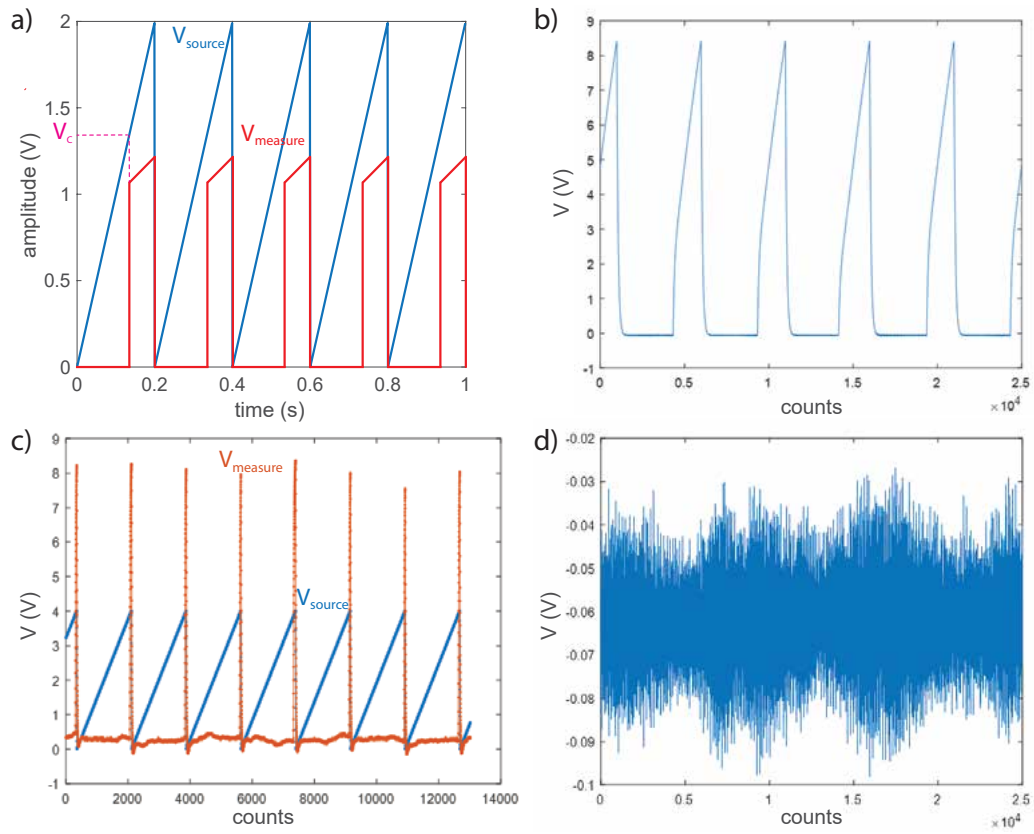 a)
2
1.5
1
0.5
0
V_c
amplitude (V)
V_source
V_measure
0 0.2 0.4 0.6 0.8 1
time (s)
b)
9
8
7
6
5
4
3
2
1
0
-1
V (V)
0 0.5 1 1.5 2 2.5
counts
×10⁴
c)
9
8
7
6
5
4
3
2
1
0
-1
V (V)
V_measure
V_source
0 2000 4000 6000 8000 10000 12000 14000
counts
d)
-0.02
-0.03
-0.04
-0.05
-0.06
-0.07
-0.08
-0.09
-0.1
V (V)
0 0.5 1 1.5 2 2.5
counts
×10⁴